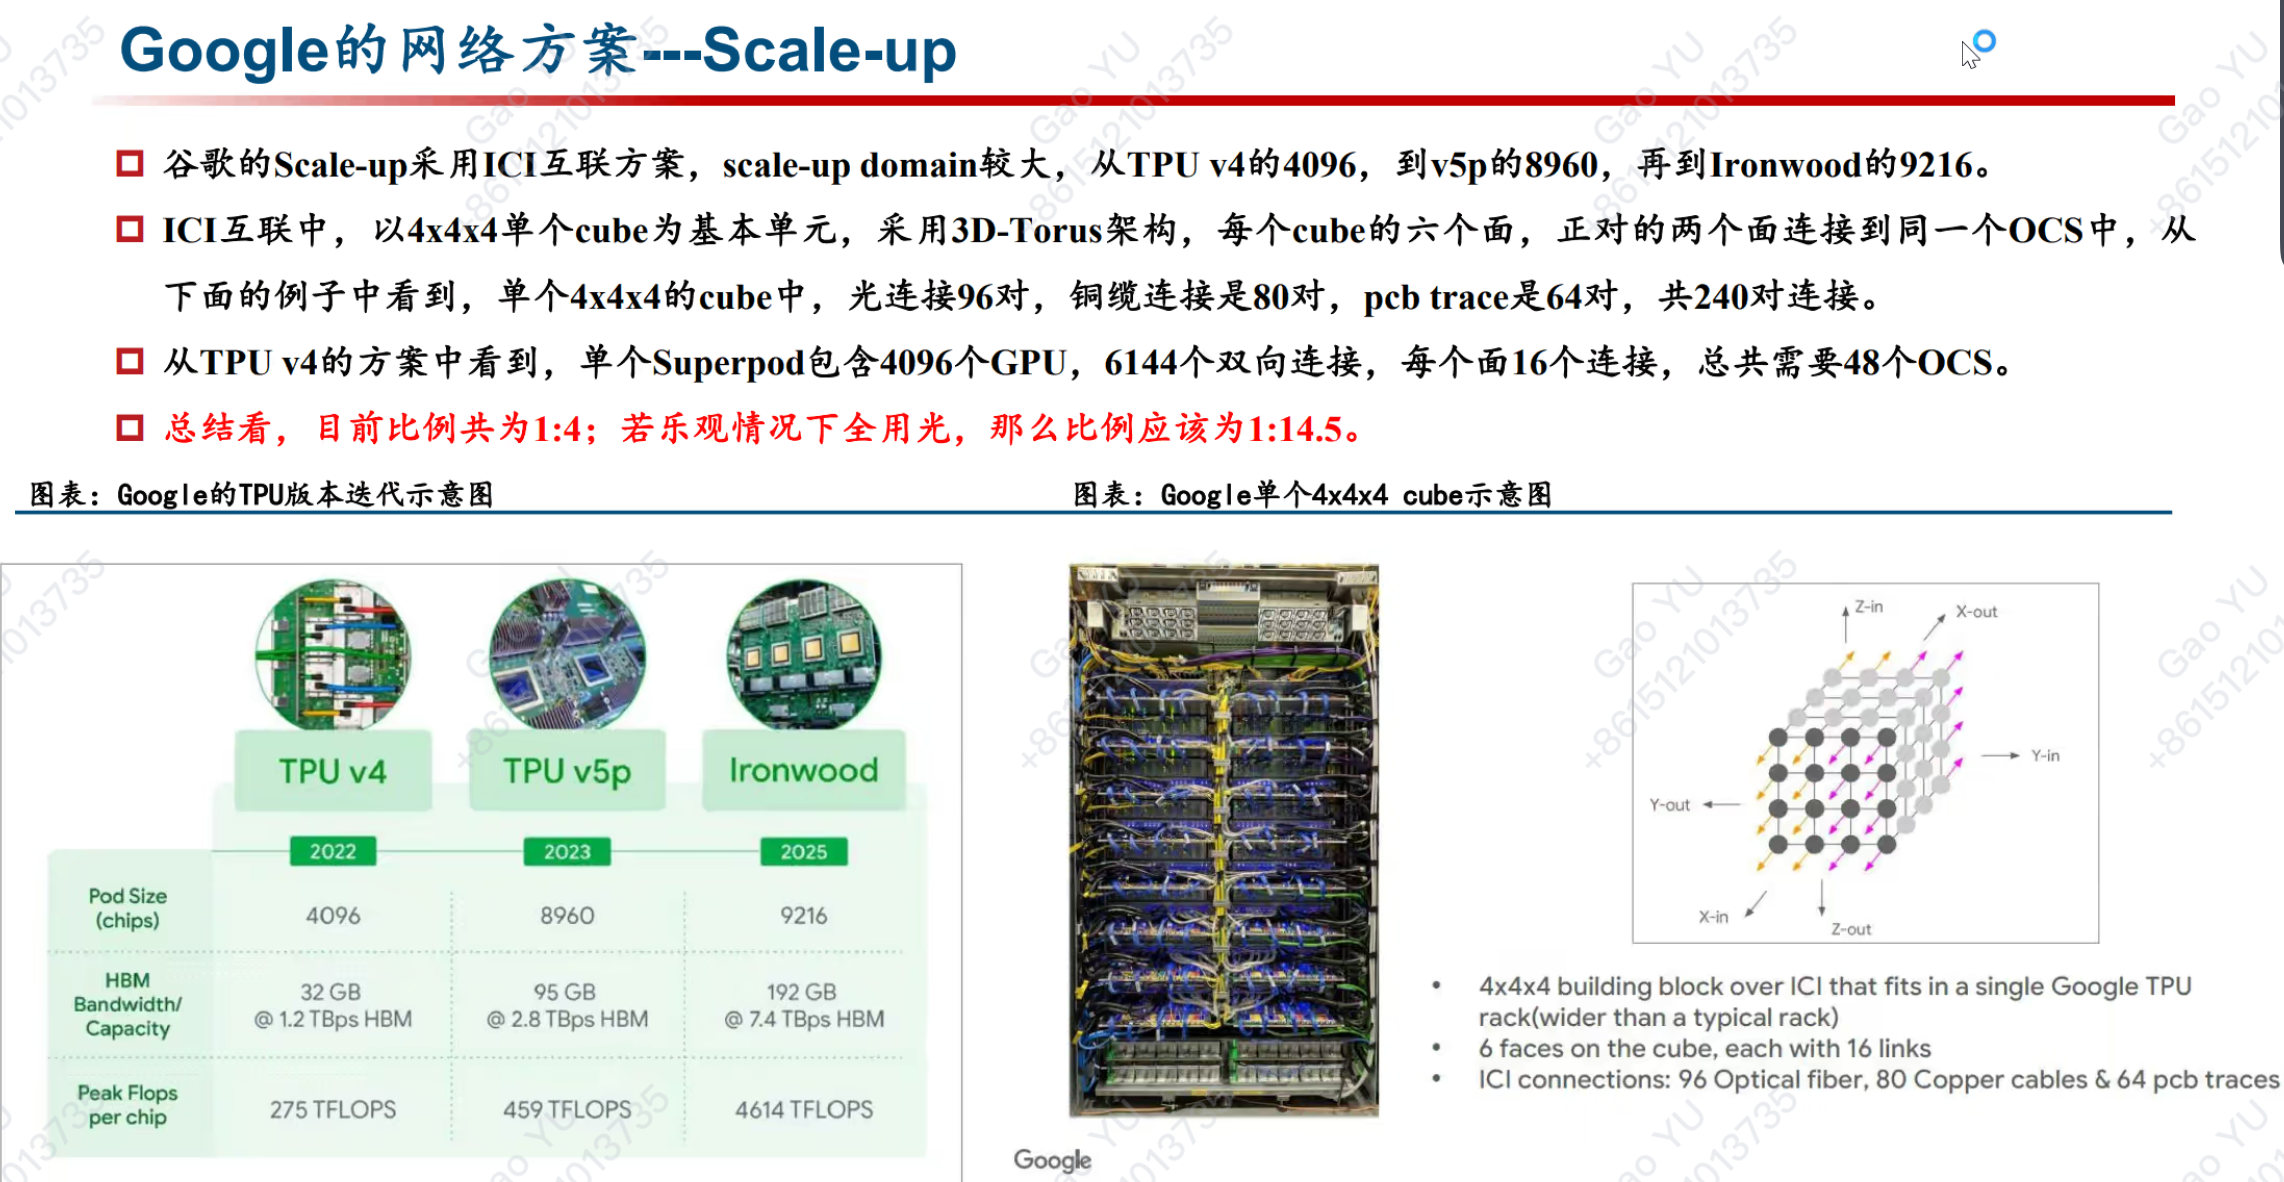 Google的网络方案---Scale-up
谷歌的Scale-up采用ICI互联方案，scale-up domain较大，从TPU v4的4096，到v5p的8960，再到Ironwood的9216。
ICI互联中，以4x4x4单个cube为基本单元，采用3D-Torus架构，每个cube的六个面，正对的两个面连接到同一个OCS中，从
下面的例子中看到，单个4x4x4的cube中，光连接96对，铜缆连接是80对，pcb trace是64对，共240对连接。
从TPU v4的方案中看到，单个Superpod包含4096个GPU，6144个双向连接，每个面16个连接，总共需要48个OCS。
总结看，目前比例共为1:4；若乐观情况下全用光，那么比例应该为1:14.5。
图表：Google的TPU版本迭代示意图
图表：Google单个4x4x4 cube示意图
TPU v4 TPU v5p Ironwood
2022 2023 2025
Pod Size
(chips)
4096 8960 9216
HBM
Bandwidth/
Capacity
32 GB
@ 1.2 TBps HBM
95 GB
@ 2.8 TBps HBM
192 GB
@ 7.4 TBps HBM
Peak Flops
per chip
275 TFLOPS 459 TFLOPS 4614 TFLOPS
Google
Z-in
X-out
Y-in
Y-out
X-in
Z-out
• 4x4x4 building block over ICI that fits in a single Google TPU
rack(wider than a typical rack)
• 6 faces on the cube, each with 16 links
• ICI connections: 96 Optical fiber, 80 Copper cables & 64 pcb traces
Gao YU
+8615121013735